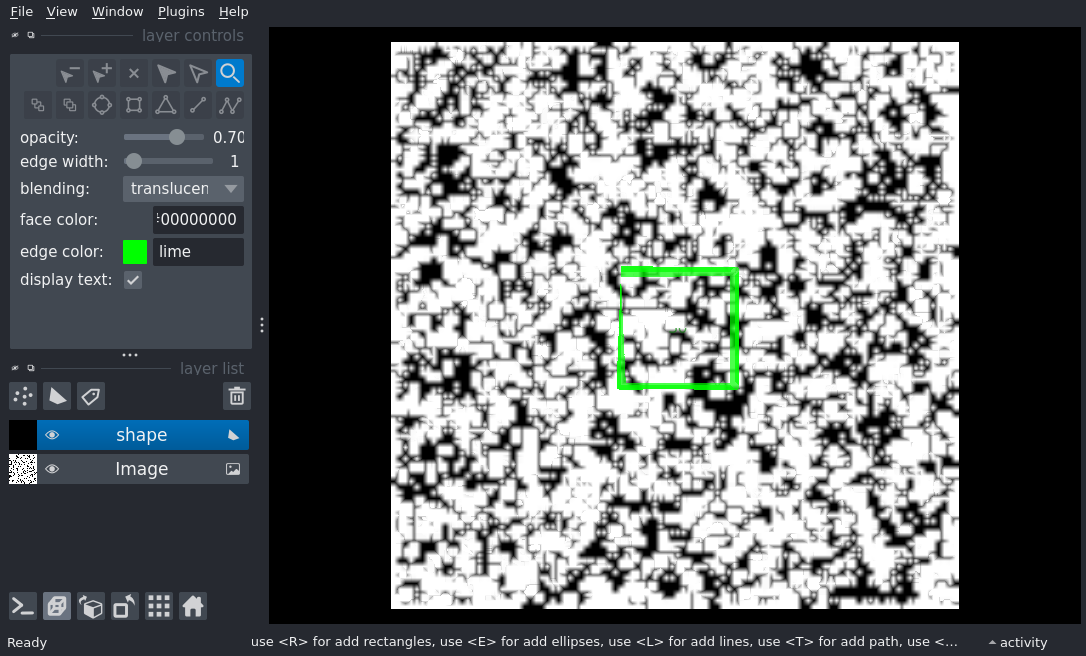 File View Window Plugins Help
layer controls
opacity: 0.70
edge width: 1
blending: translucen
face color: 00000000
edge color: lime
display text:
layer list
shape
Image
Ready use <R> for add rectangles, use <E> for add ellipses, use <L> for add lines, use <T> for add path, use <... activity